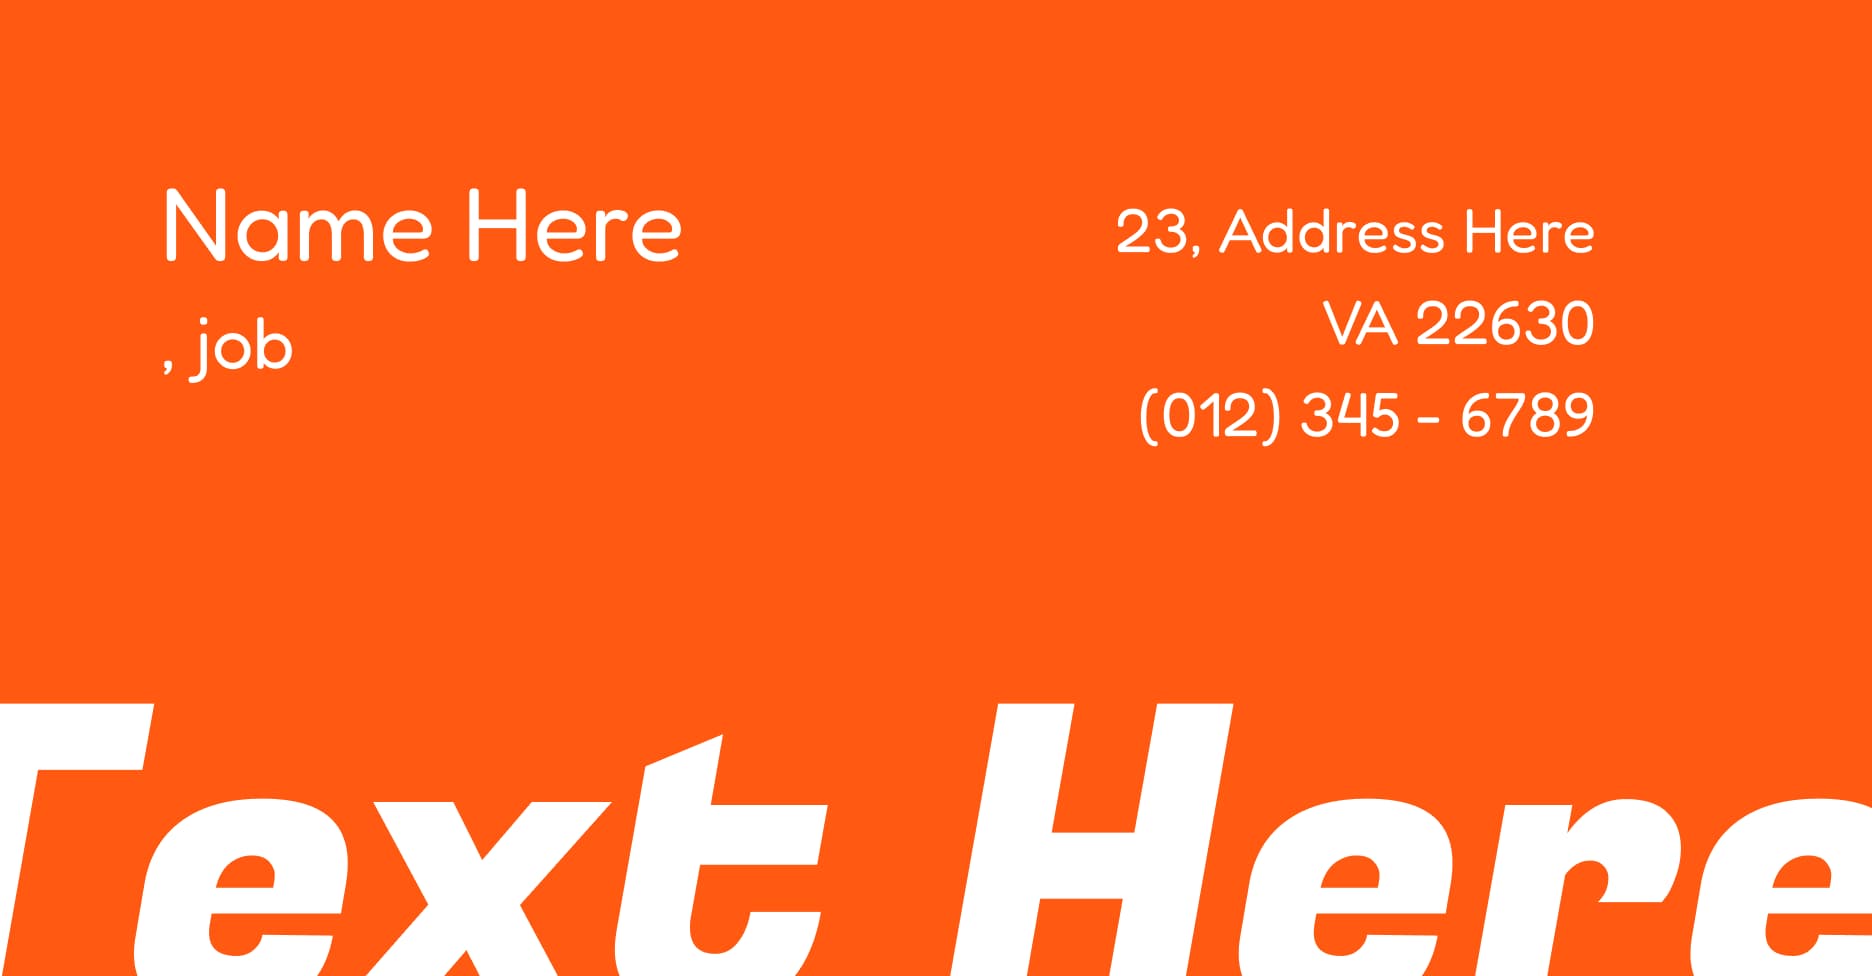 Name Here
, job
23, Address Here
VA 22630
(012) 345 - 6789
Text Here